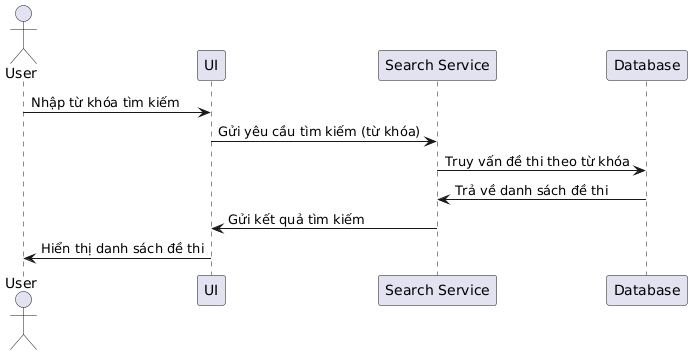 User
UI
Search Service
Database
Nhập từ khóa tìm kiếm
Gửi yêu cầu tìm kiếm (từ khóa)
Truy vấn đề thi theo từ khóa
Trả về danh sách đề thi
Gửi kết quả tìm kiếm
Hiển thị danh sách đề thi
User
UI
Search Service
Database